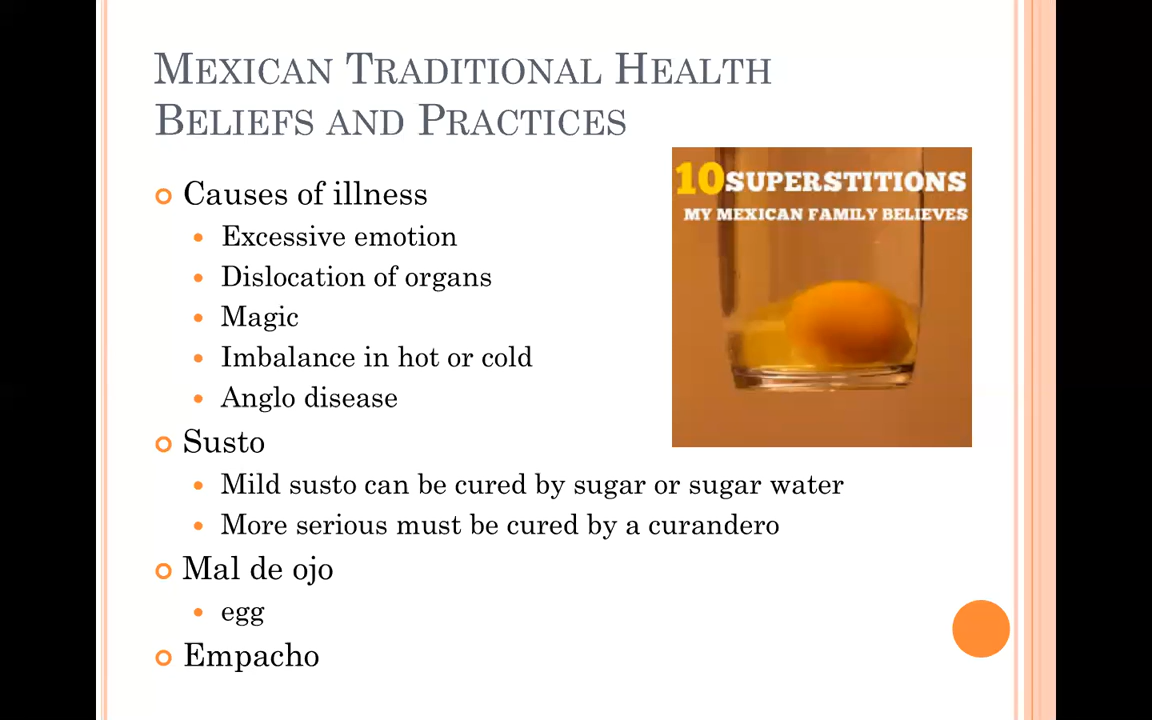 Mexican Traditional Health
Beliefs and Practices
Causes of illness
Excessive emotion
Dislocation of organs
Magic
Imbalance in hot or cold
Anglo disease
Susto
Mild susto can be cured by sugar or sugar water
More serious must be cured by a curandero
Mal de ojo
egg
Empacho
10 SUPERSTITIONS
MY MEXICAN FAMILY BELIEVES